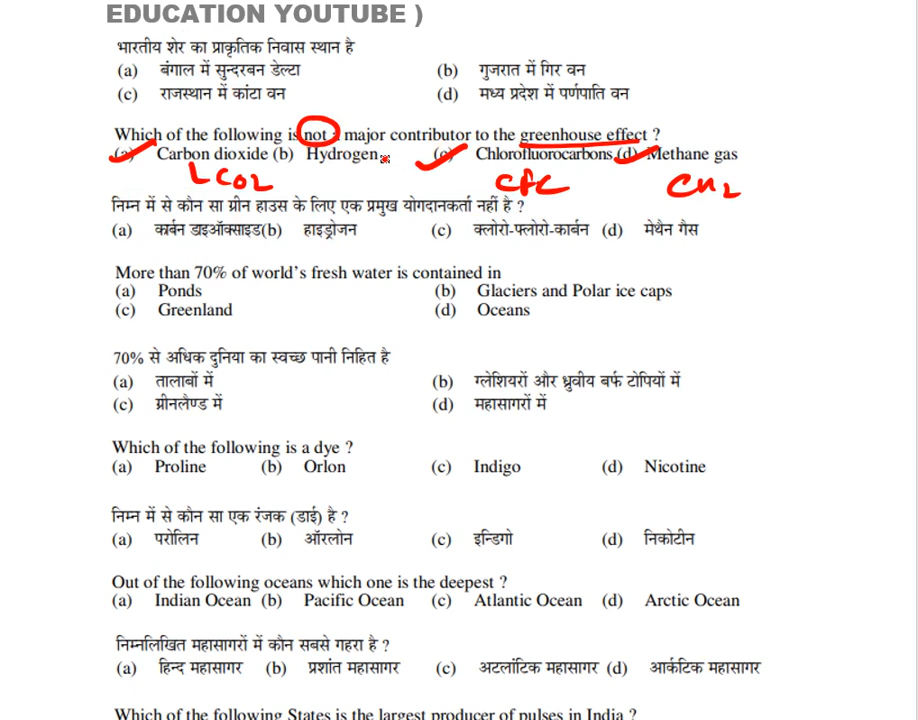 EDUCATION YOUTUBE )
भारतीय शेर का प्राकृतिक निवास स्थान है
(a) बंगाल में सुन्दरबन डेल्टा (b) गुजरात में गिर वन
(c) राजस्थान में कांटा वन (d) मध्य प्रदेश में पर्णपाति वन
Which of the following is not a major contributor to the greenhouse effect ?
(a) Carbon dioxide (b) Hydrogen (c) Chlorofluorocarbons (d) Methane gas
CO2 CFC CH2
निम्न में से कौन सा ग्रीन हाउस के लिए एक प्रमुख योगदानकर्ता नहीं है ?
(a) कार्बन डाइऑक्साइड(b) हाइड्रोजन (c) क्लोरो-फ्लोरो-कार्बन (d) मेथैन गैस
More than 70% of world's fresh water is contained in
(a) Ponds (b) Glaciers and Polar ice caps
(c) Greenland (d) Oceans
70% से अधिक दुनिया का स्वच्छ पानी निहित है
(a) तालाबों में (b) ग्लेशियरों और ध्रुवीय बर्फ टोपियों में
(c) ग्रीनलैण्ड में (d) महासागरों में
Which of the following is a dye ?
(a) Proline (b) Orlon (c) Indigo (d) Nicotine
निम्न में से कौन सा एक रंजक (डाई) है ?
(a) परोलिन (b) ऑरलोन (c) इन्डिगो (d) निकोटीन
Out of the following oceans which one is the deepest ?
(a) Indian Ocean (b) Pacific Ocean (c) Atlantic Ocean (d) Arctic Ocean
निम्नलिखित महासागरों में कौन सबसे गहरा है ?
(a) हिन्द महासागर (b) प्रशांत महासागर (c) अटलांटिक महासागर (d) आर्कटिक महासागर
Which of the following States is the largest producer of pulses in India ?